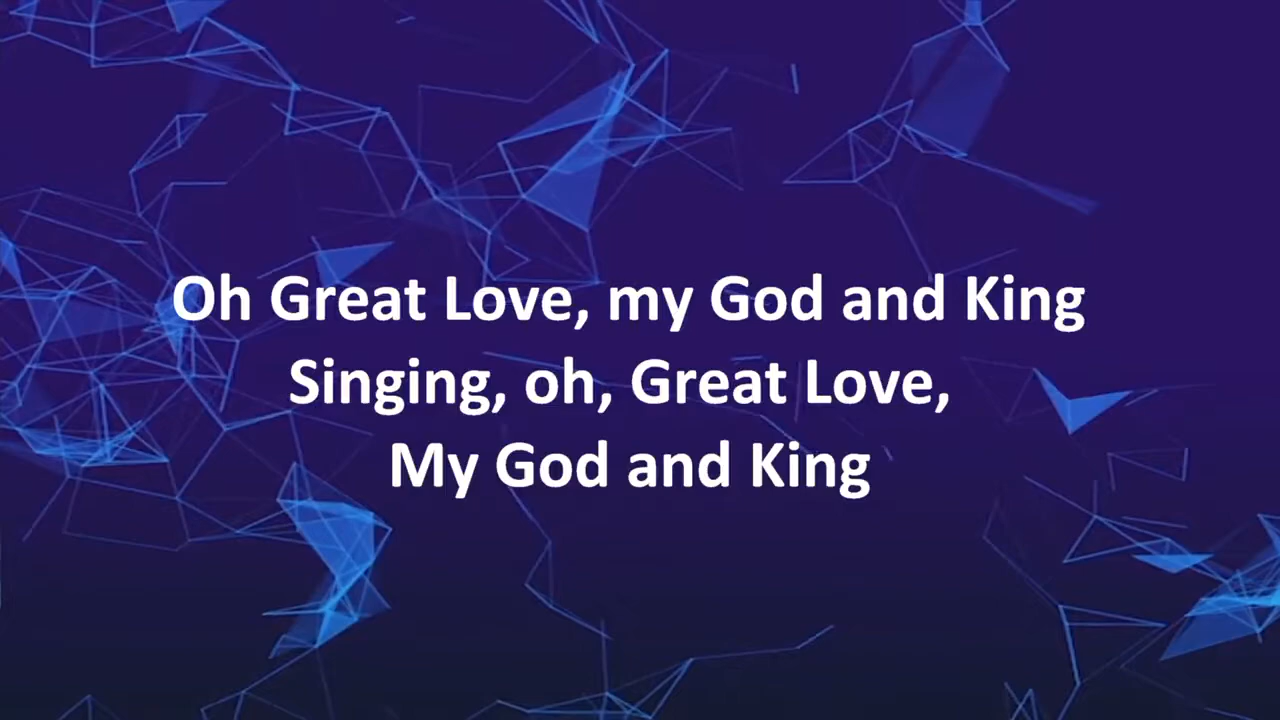 Oh Great Love, my God and King
Singing, oh, Great Love,
My God and King